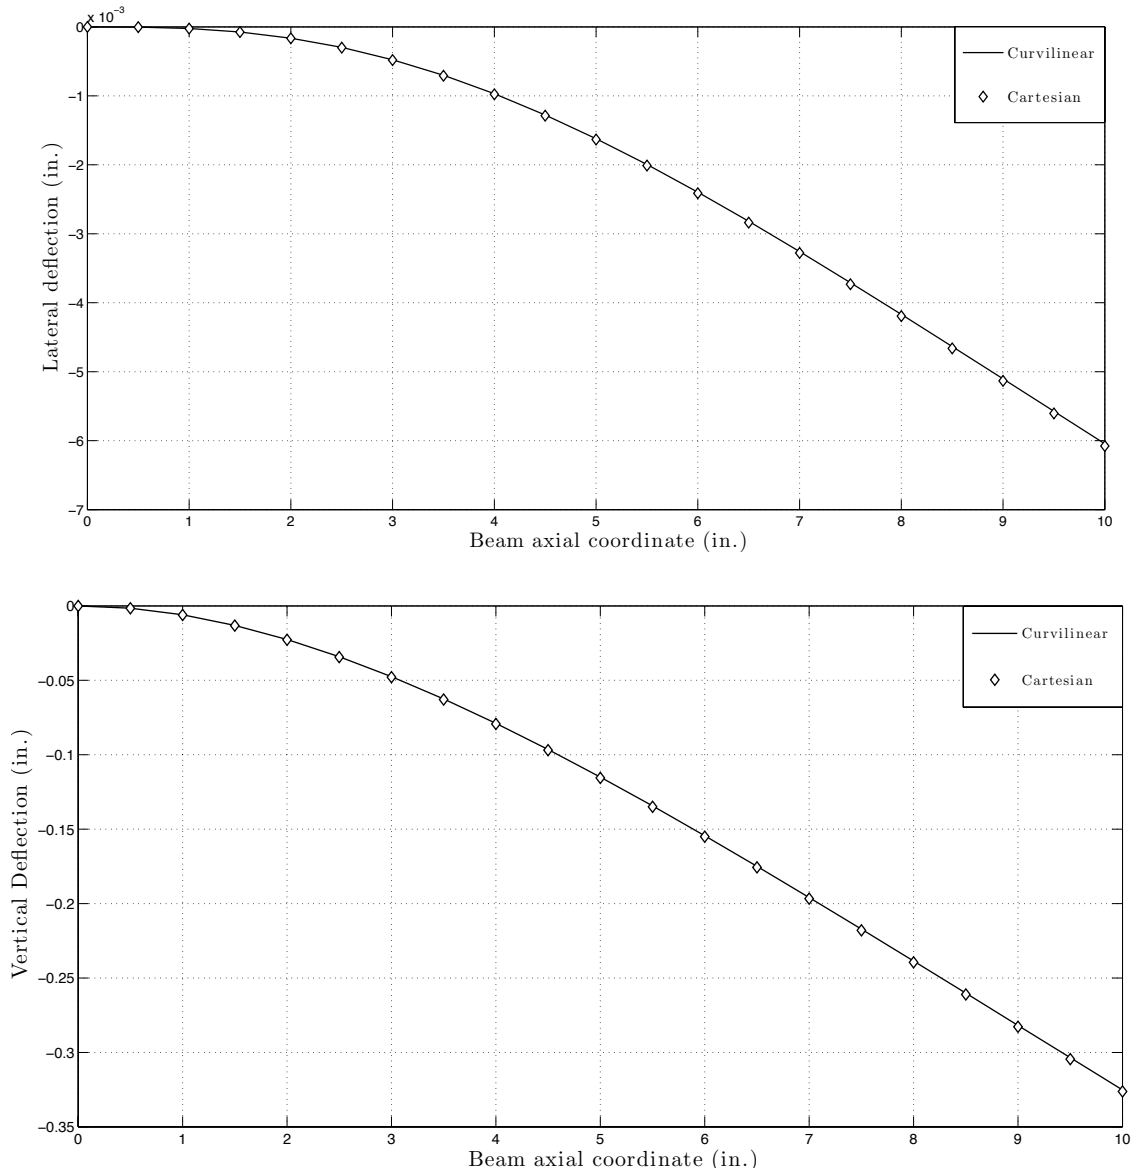 x 10⁻³
0
−1
−2
−3
−4
−5
−6
−7
Lateral deflection (in.)
Curvilinear
Cartesian
0 1 2 3 4 5 6 7 8 9 10
Beam axial coordinate (in.)
0
−0.05
−0.1
−0.15
−0.2
−0.25
−0.3
−0.35
Vertical Deflection (in.)
Curvilinear
Cartesian
0 1 2 3 4 5 6 7 8 9 10
Beam axial coordinate (in.)